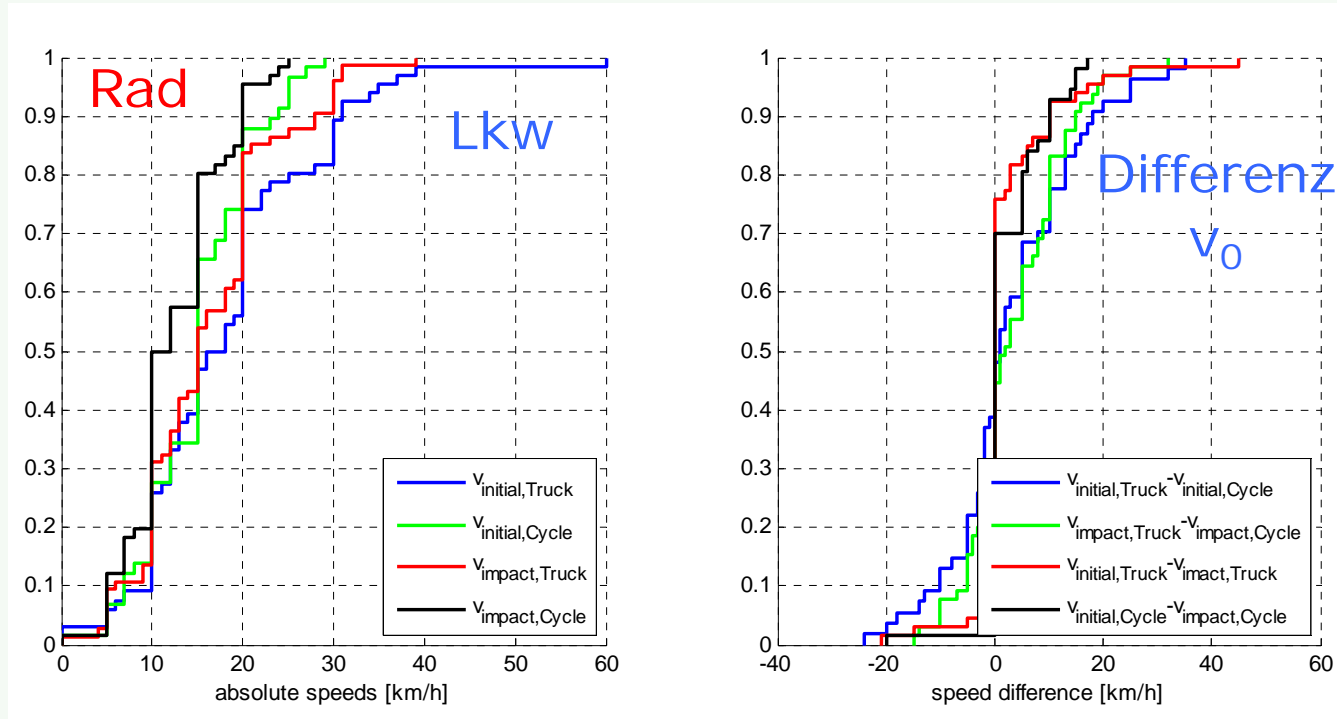 Rad
Lkw
1
0.9
0.8
0.7
0.6
0.5
0.4
0.3
0.2
0.1
0
0 10 20 30 40 50 60
absolute speeds [km/h]
v_initial,Truck
v_initial,Cycle
v_impact,Truck
v_impact,Cycle
Differenz
v_0
1
0.9
0.8
0.7
0.6
0.5
0.4
0.3
0.2
0.1
0
-40 -20 0 20 40 60
speed difference [km/h]
v_initial,Truck-v_initial,Cycle
v_impact,Truck-v_impact,Cycle
v_initial,Truck-v_imact,Truck
v_initial,Cycle-v_impact,Cycle